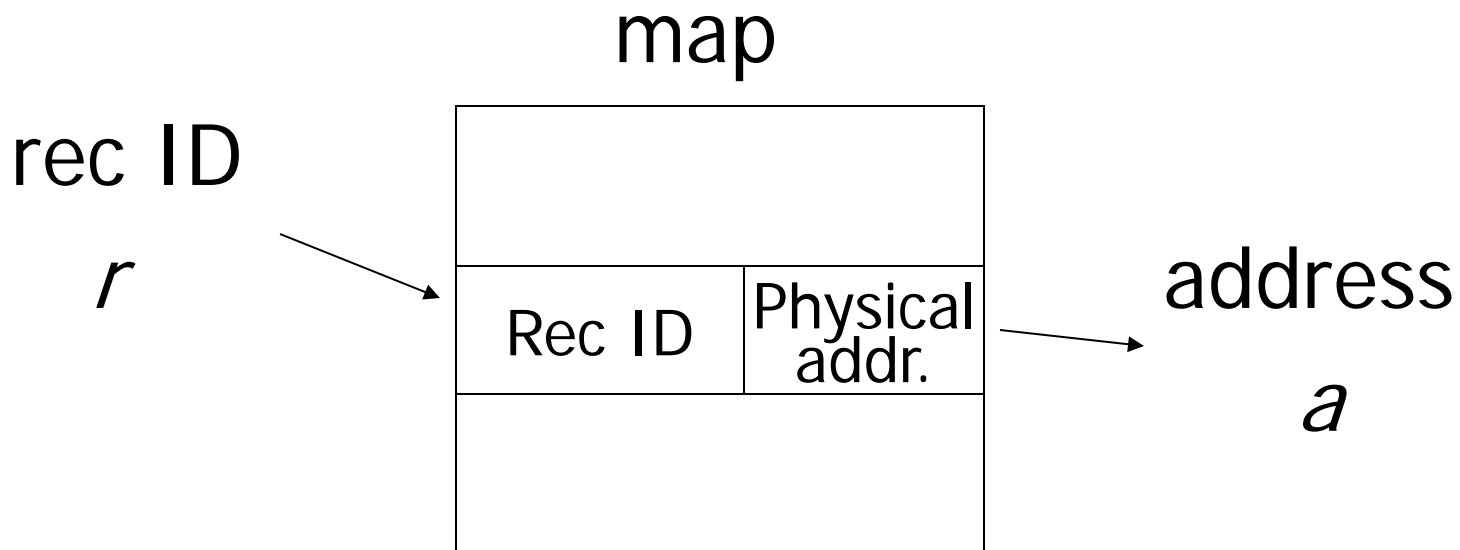 map
rec ID
r
Rec ID
Physical
addr.
address
a